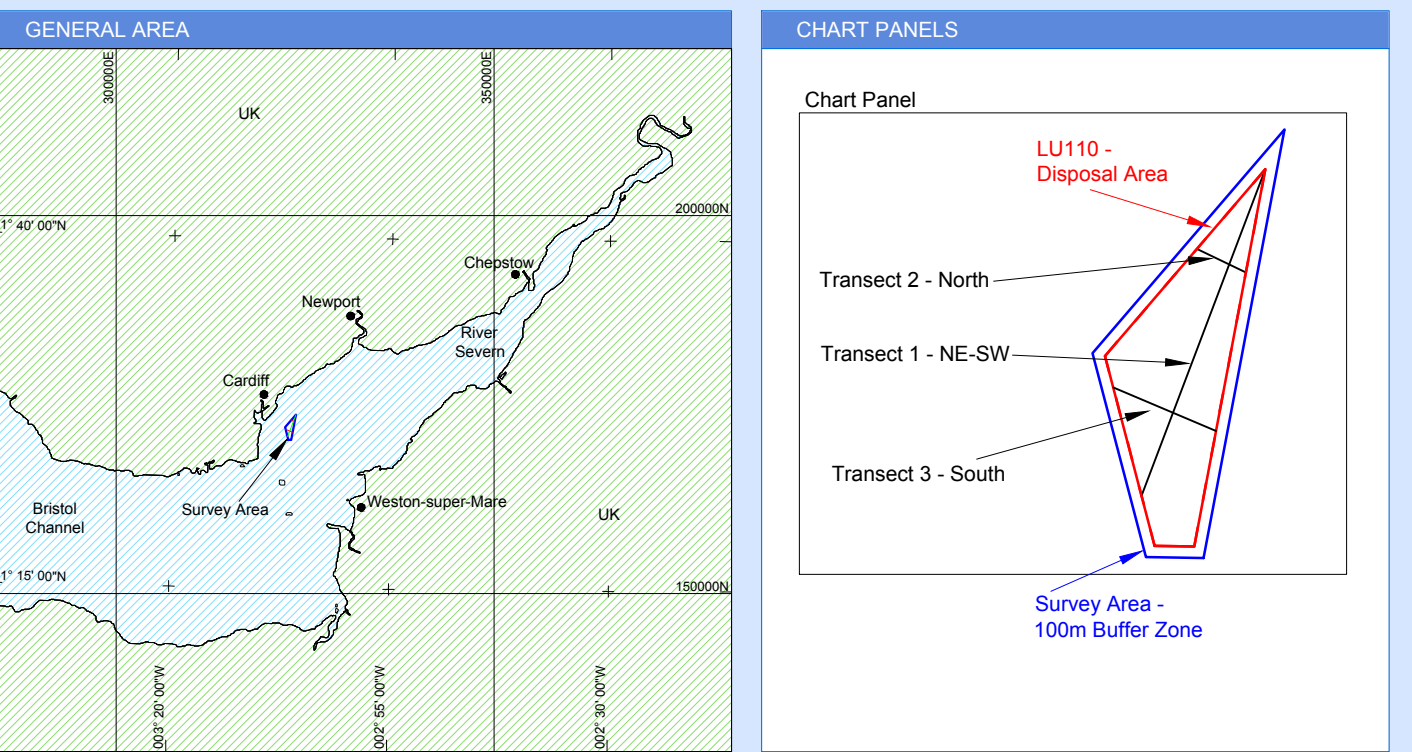 GENERAL AREA
300000E
350000E
UK
1° 40' 00"N
200000N
Chepstow
Newport
River
Severn
Cardiff
Bristol
Channel
Survey Area
Weston-super-Mare
UK
1° 15' 00"N
150000N
003° 20' 00"W
002° 55' 00"W
002° 30' 00"W
CHART PANELS
Chart Panel
LU110 -
Disposal Area
Transect 2 - North
Transect 1 - NE-SW
Transect 3 - South
Survey Area -
100m Buffer Zone